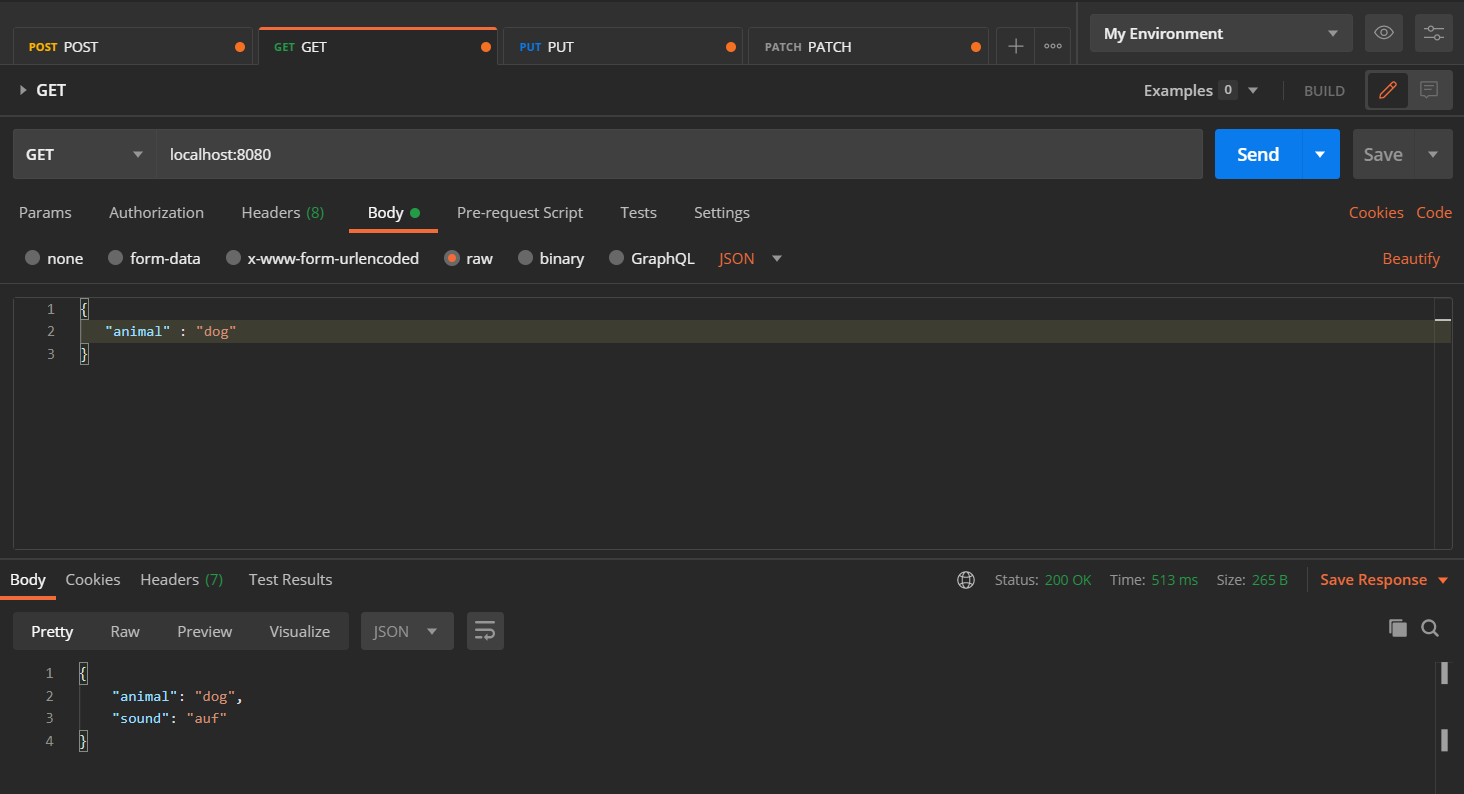 POST POST GET GET PUT PUT PATCH PATCH My Environment
GET Examples 0 BUILD
GET localhost:8080 Send Save
Params Authorization Headers (8) Body Pre-request Script Tests Settings Cookies Code
none form-data x-www-form-urlencoded raw binary GraphQL JSON Beautify
1 {
2 "animal" : "dog"
3 }
Body Cookies Headers (7) Test Results Status: 200 OK Time: 513 ms Size: 265 B Save Response
Pretty Raw Preview Visualize JSON
1 {
2 "animal": "dog",
3 "sound": "auf"
4 }